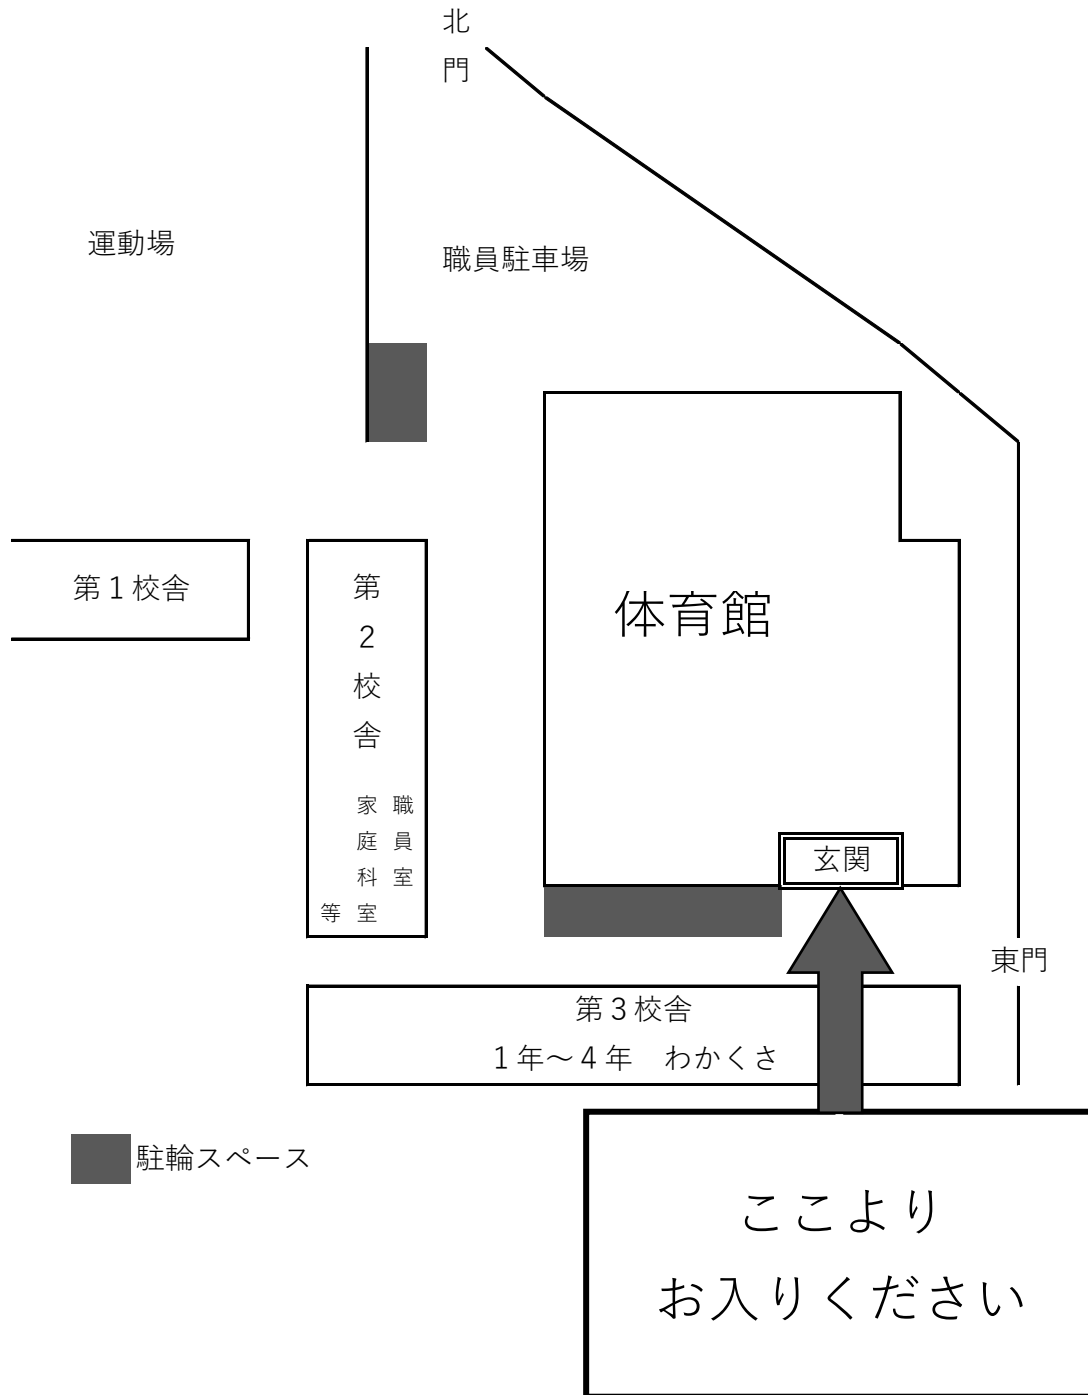 北門
運動場
職員駐車場
第１校舎
第２校舎
職員室
家庭科室
等
体育館
玄関
東門
第３校舎
１年～４年　わかくさ
駐輪スペース
ここより
お入りください